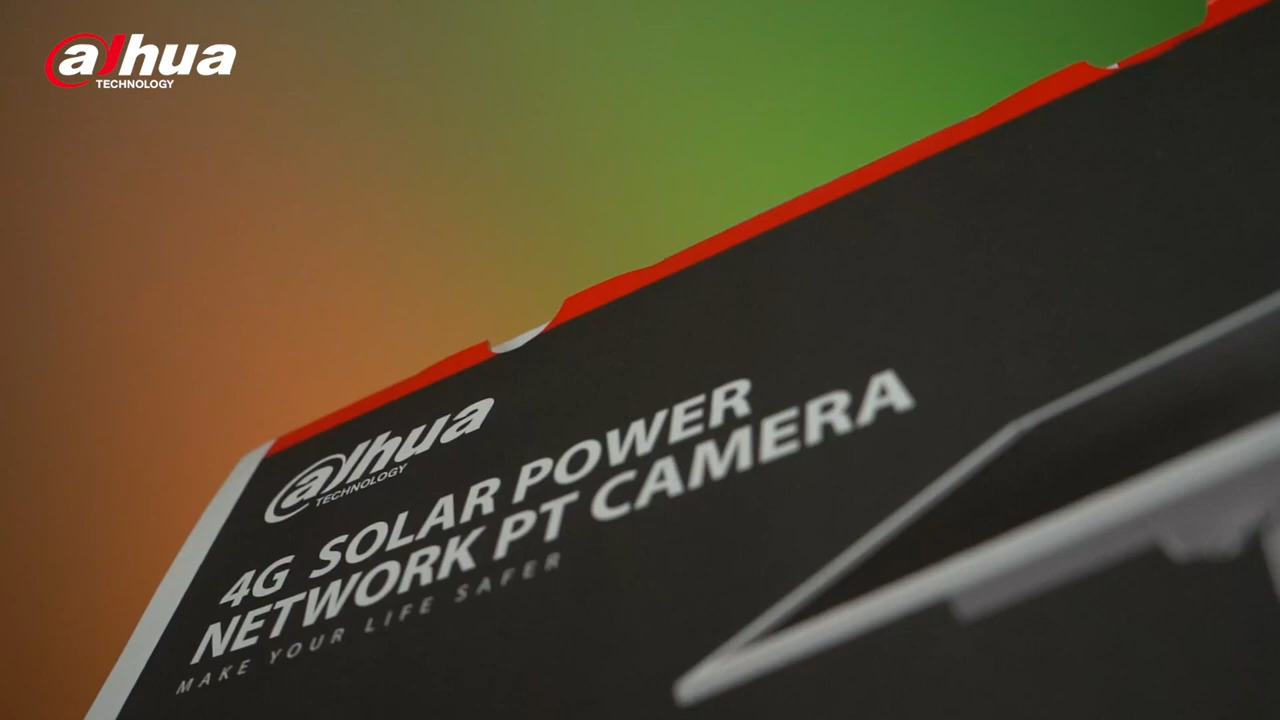 alhua
TECHNOLOGY
alhua
TECHNOLOGY
4G SOLAR POWER
NETWORK PT CAMERA
MAKE YOUR LIFE SAFER